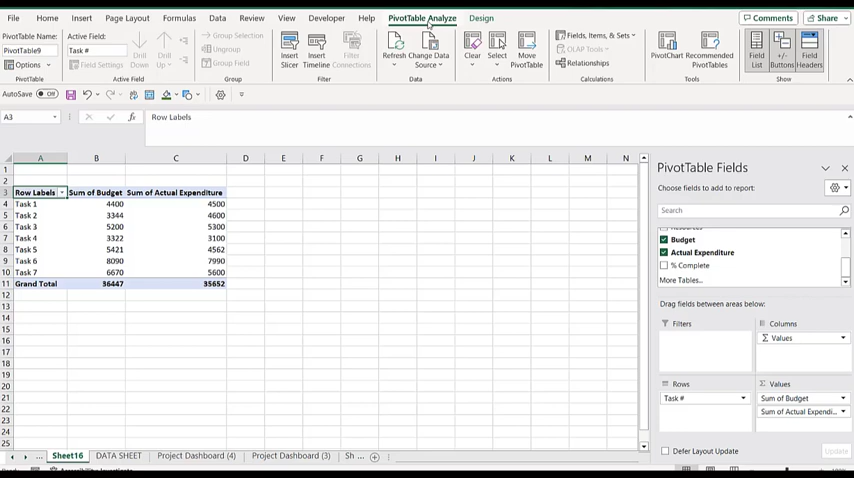 File Home Insert Page Layout Formulas Data Review View Developer Help PivotTable Analyze Design Comments Share
PivotTable Name: Active Field:
PivotTable9 Task #
Options Field Settings Drill Down Drill Up
Group Selection
Ungroup
Group Field
Insert Slicer Insert Timeline Filter Connections
Refresh Change Data Source
Clear Select Move PivotTable
Fields, Items, & Sets
OLAP Tools
Relationships
PivotChart Recommended PivotTables
Field List +/- Buttons Field Headers
PivotTable Active Field Group Filter Data Actions Calculations Tools Show
AutoSave Off
A3 fx Row Labels
A B C D E F G H I J K L M N
1
2
3 Row Labels Sum of Budget Sum of Actual Expenditure
4 Task 1 4400 4500
5 Task 2 3344 4600
6 Task 3 5200 5300
7 Task 4 3322 3100
8 Task 5 5421 4562
9 Task 6 8090 7990
10 Task 7 6670 5600
11 Grand Total 36447 35652
12
13
14
15
16
17
18
19
20
21
22
23
24
25
PivotTable Fields
Choose fields to add to report:
Search
Budget
Actual Expenditure
% Complete
More Tables...
Drag fields between areas below:
Filters Columns
Σ Values
Rows Σ Values
Task # Sum of Budget
Sum of Actual Expendi...
Defer Layout Update Update
... Sheet16 DATA SHEET Project Dashboard (4) Project Dashboard (3) Sh ...